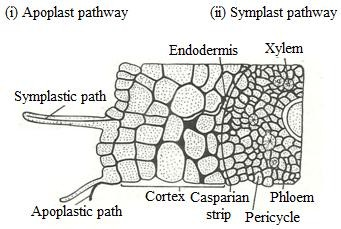 (i) Apoplast pathway (ii) Symplast pathway
Endodermis Xylem
Symplastic path
Cortex Casparian Phloem
Apoplastic path strip Pericycle